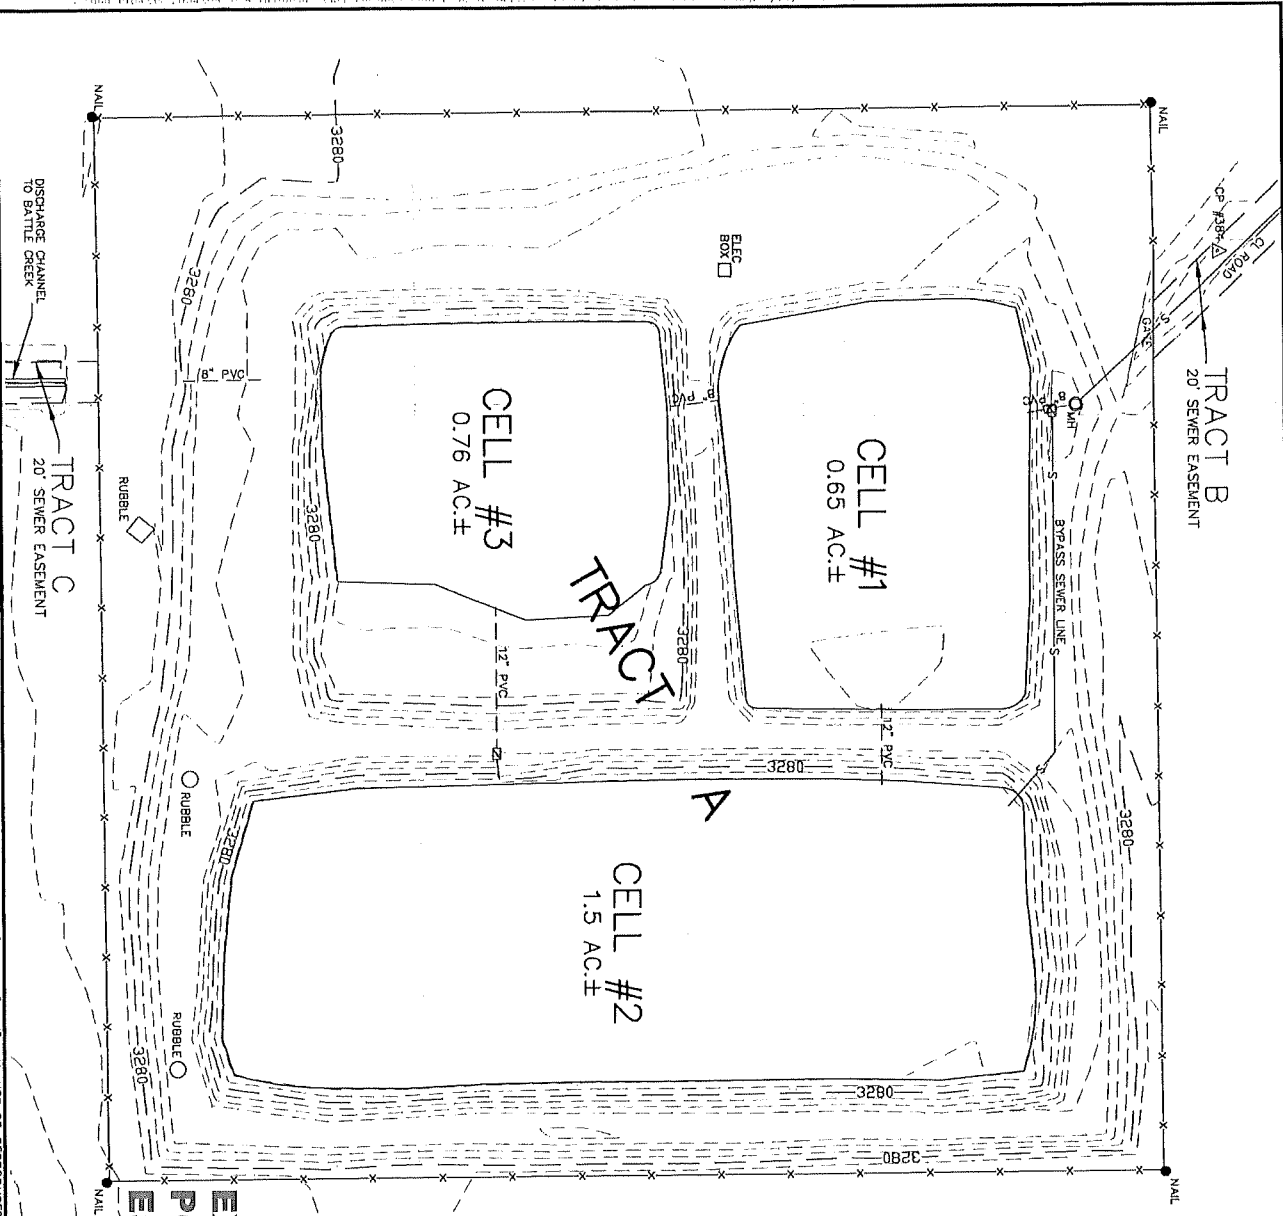 NAIL
NAIL
CP #384
CL ROAD
GATE
S
TRACT B
20' SEWER EASEMENT
3280
DISCHARGE CHANNEL
TO BATTLE CREEK
ELEC
BOX
3280
8" PVC
8" PVC
8" PVC
MH
S
BYPASS SEWER LINE
S
CELL #1
0.65 AC.±
CELL #3
0.76 AC.±
TRACT C
20' SEWER EASEMENT
RUBBLE
3280
TRACT
A
3280
12" PVC
12" PVC
S
3280
3280
3280
RUBBLE
CELL #2
1.5 AC.±
RUBBLE
3280
3280
3280
NAIL
NAIL